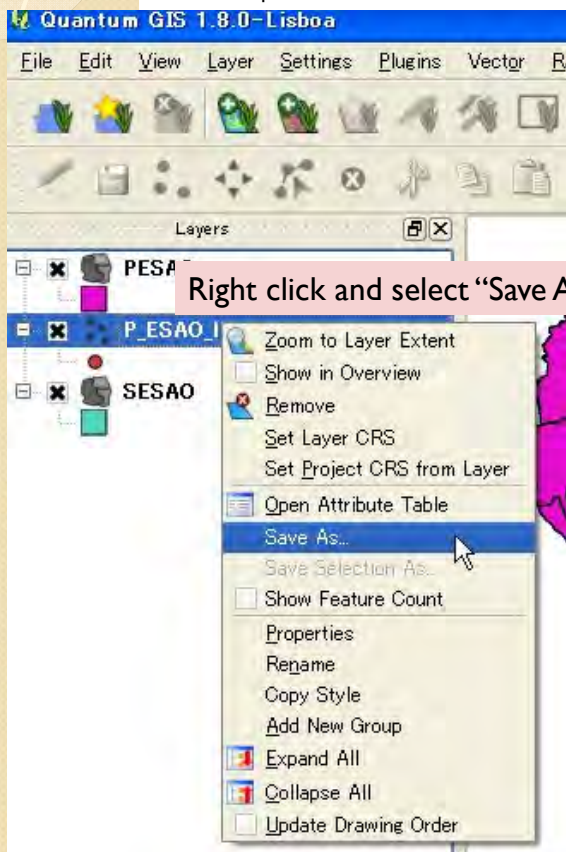 Quantum GIS 1.8.0-Lisboa
File Edit View Layer Settings Plugins Vector R
Layers
Right click and select “Save A
P_ESAO_
Zoom to Layer Extent
Show in Overview
SESAO
Remove
Set Layer CRS
Set Project CRS from Layer
Open Attribute Table
Save As...
Save Selection As...
Show Feature Count
Properties
Rename
Copy Style
Add New Group
Expand All
Collapse All
Update Drawing Order